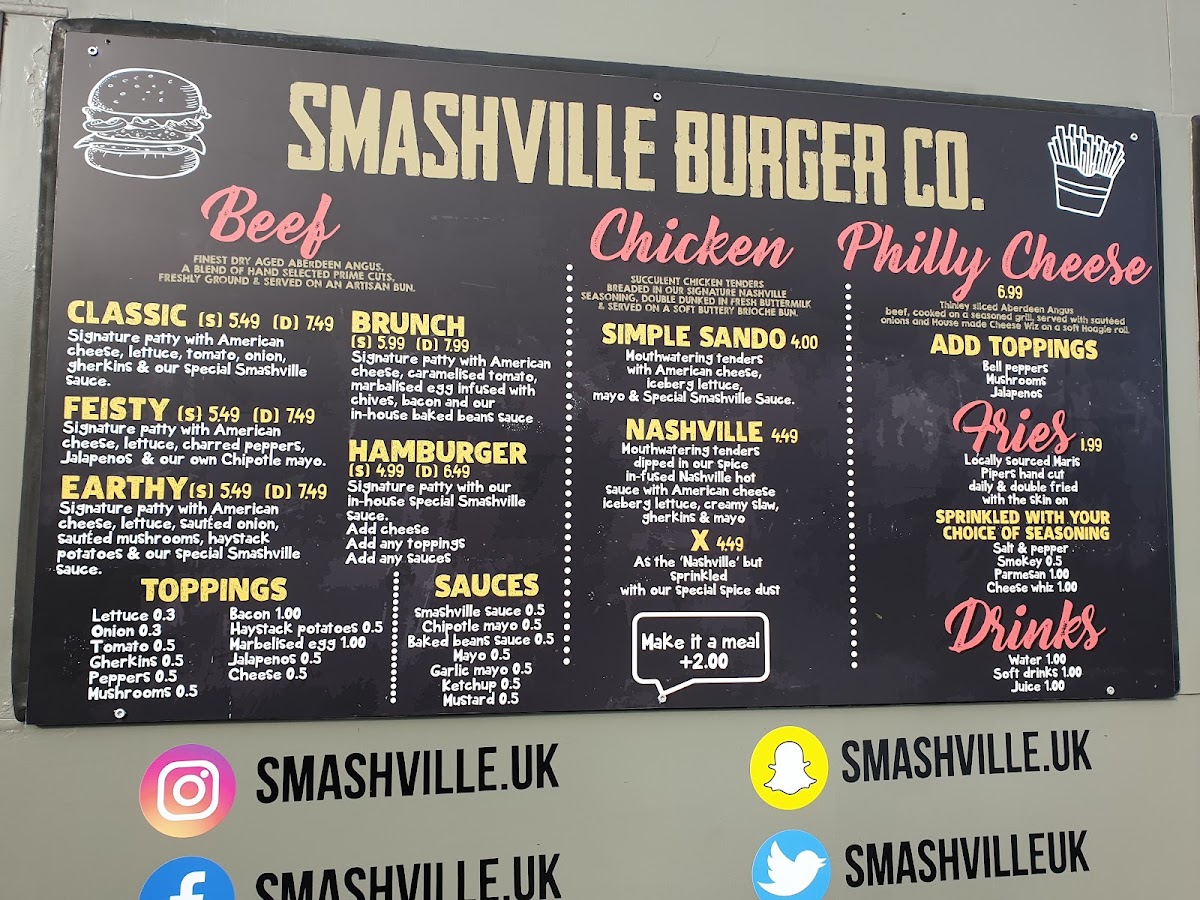 SMASHVILLE BURGER CO.
Beef
FINEST DRY AGED ABERDEEN ANGUS,
A BLEND OF HAND SELECTED PRIME CUTS,
FRESHLY GROUND & SERVED ON AN ARTISAN BUN.
CLASSIC (S) 5.49 (D) 7.49
Signature patty with American
cheese, lettuce, tomato, onion,
gherkins & our special Smashville
sauce.
FEISTY (S) 5.49 (D) 7.49
Signature patty with American
cheese, lettuce, charred peppers,
Jalapenos & our own Chipotle mayo.
EARTHY (S) 5.49 (D) 7.49
Signature patty with American
cheese, lettuce, sautéed onion,
sautéed mushrooms, haystack
potatoes & our special Smashville
sauce.
BRUNCH
(S) 5.99 (D) 7.99
Signature patty with American
cheese, caramelised tomato,
marbalised egg infused with
chives, bacon and our
in-house baked beans sauce
HAMBURGER
(S) 4.99 (D) 6.49
Signature patty with our
in-house special Smashville
sauce.
Add cheese
Add any toppings
Add any sauces
TOPPINGS
Lettuce 0.3
Onion 0.3
Tomato 0.5
Gherkins 0.5
Peppers 0.5
Mushrooms 0.5
Bacon 1.00
Haystack potatoes 0.5
Marbelised egg 1.00
Jalapenos 0.5
Cheese 0.5
SAUCES
smashville sauce 0.5
Chipotle mayo 0.5
Baked beans sauce 0.5
Mayo 0.5
Garlic mayo 0.5
Ketchup 0.5
Mustard 0.5
Chicken
SUCCULENT CHICKEN TENDERS
BREADED IN OUR SIGNATURE NASHVILLE
SEASONING, DOUBLE DUNKED IN FRESH BUTTERMILK
& SERVED ON A SOFT BUTTERY BRIOCHE BUN.
SIMPLE SANDO 4.00
Mouthwatering tenders
with American cheese,
iceberg lettuce,
mayo & Special Smashville Sauce.
NASHVILLE 4.49
Mouthwatering tenders
dipped in our spice
in-fused Nashville hot
sauce with American cheese
iceberg lettuce, creamy slaw,
gherkins & mayo
X 4.49
As the 'Nashville' but
sprinkled
with our special spice dust
Make it a meal
+2.00
Philly Cheese
6.99
Thinley sliced Aberdeen Angus
beef, cooked on a seasoned grill, served with sautéed
onions and House made Cheese Wiz on a soft Hoagie roll.
ADD TOPPINGS
Bell peppers
Mushrooms
Jalapenos
Fries 1.99
Locally sourced Maris
Pipers hand cut
daily & double fried
with the skin on
SPRINKLED WITH YOUR
CHOICE OF SEASONING
Salt & pepper
Smokey 0.5
Parmesan 1.00
Cheese whiz 1.00
Drinks
Water 1.00
Soft drinks 1.00
Juice 1.00
SMASHVILLE.UK
SMASHVILLE.UK
SMASHVILLE.UK
SMASHVILLEUK